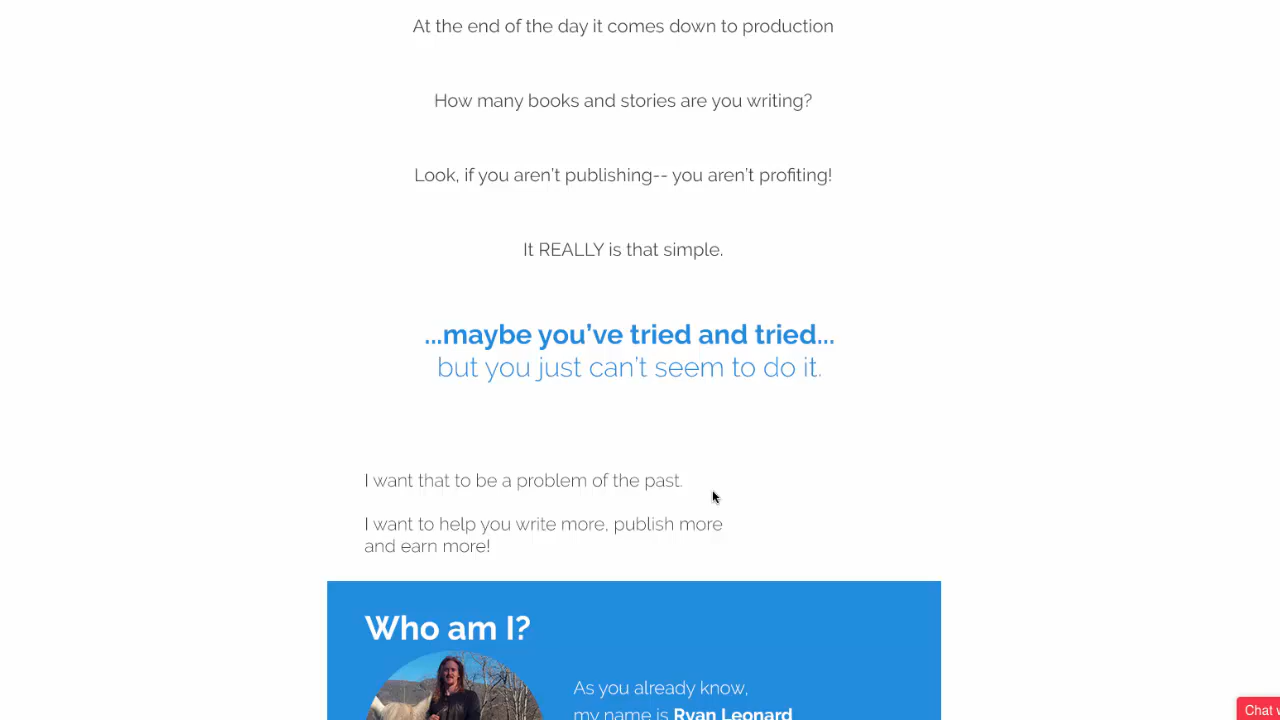 At the end of the day it comes down to production
How many books and stories are you writing?
Look, if you aren’t publishing-- you aren’t profiting!
It REALLY is that simple.
...maybe you’ve tried and tried...
but you just can’t seem to do it.
I want that to be a problem of the past.
I want to help you write more, publish more
and earn more!
Who am I?
As you already know,
my name is Ryan Leonard
Chat